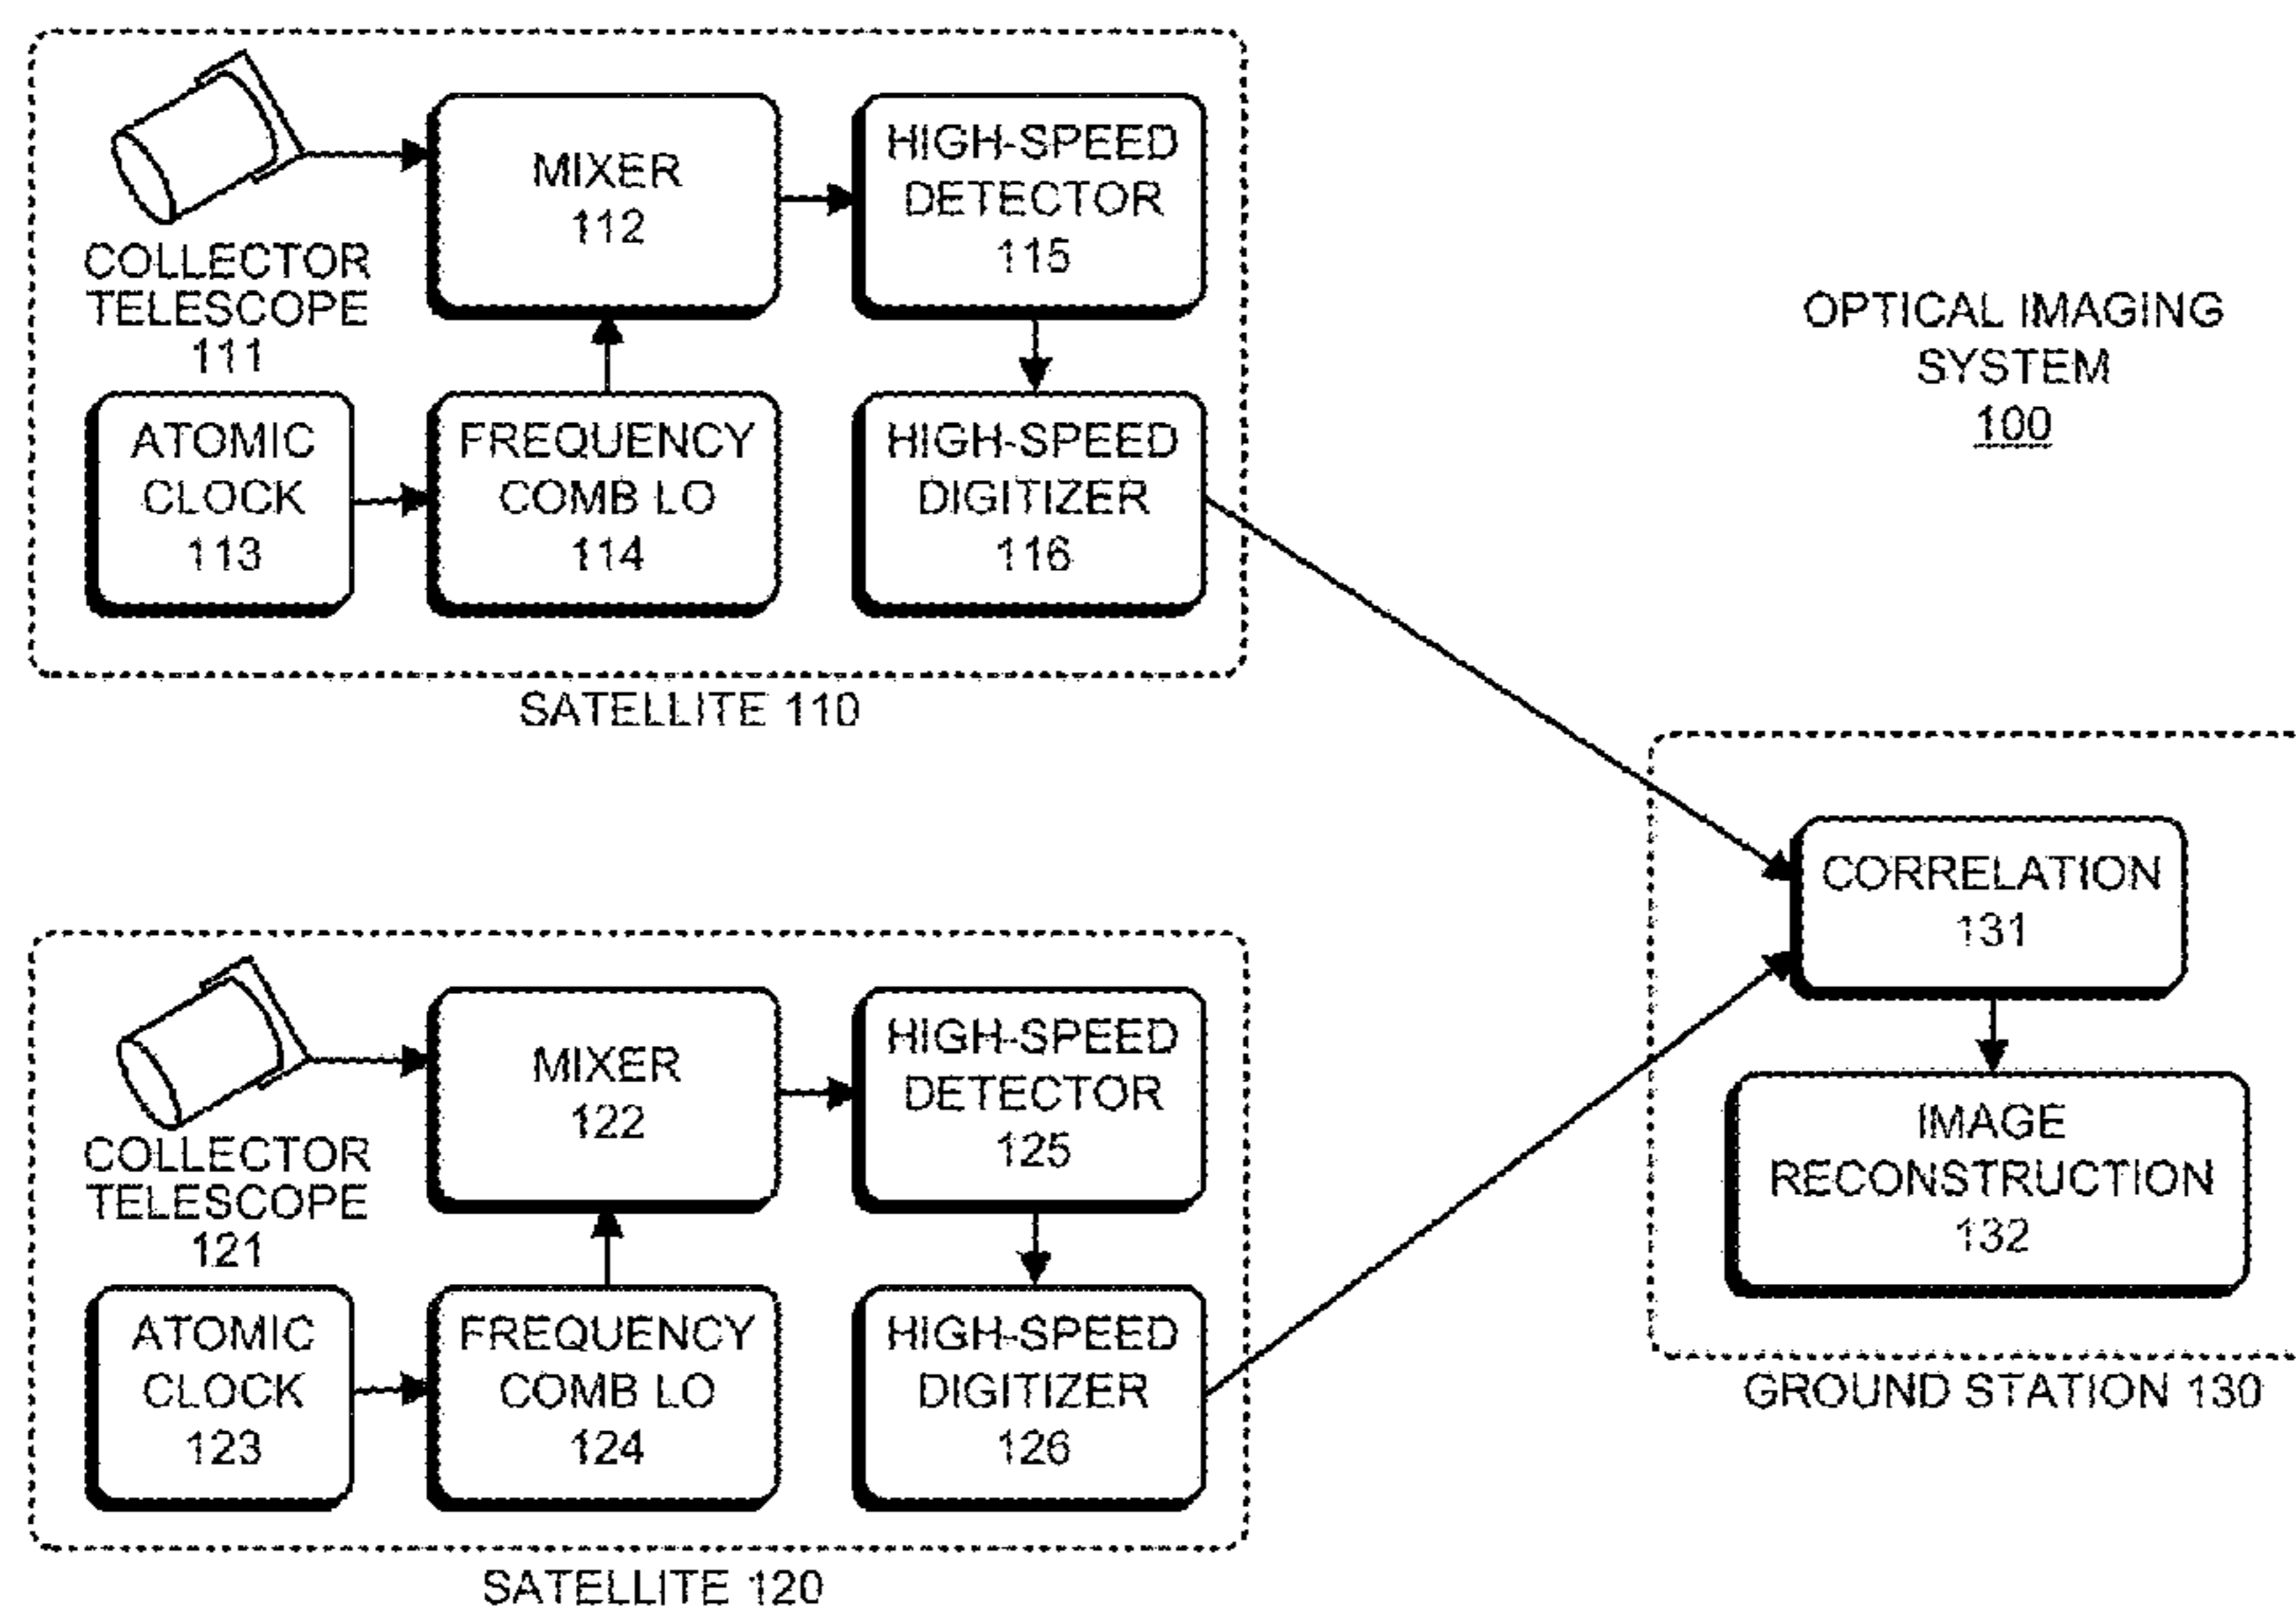 COLLECTOR
TELESCOPE
111
MIXER
112
HIGH-SPEED
DETECTOR
115
ATOMIC
CLOCK
113
FREQUENCY
COMB LO
114
HIGH-SPEED
DIGITIZER
116
SATELLITE 110
OPTICAL IMAGING
SYSTEM
100
COLLECTOR
TELESCOPE
121
MIXER
122
HIGH-SPEED
DETECTOR
125
ATOMIC
CLOCK
123
FREQUENCY
COMB LO
124
HIGH-SPEED
DIGITIZER
126
SATELLITE 120
CORRELATION
131
IMAGE
RECONSTRUCTION
132
GROUND STATION 130